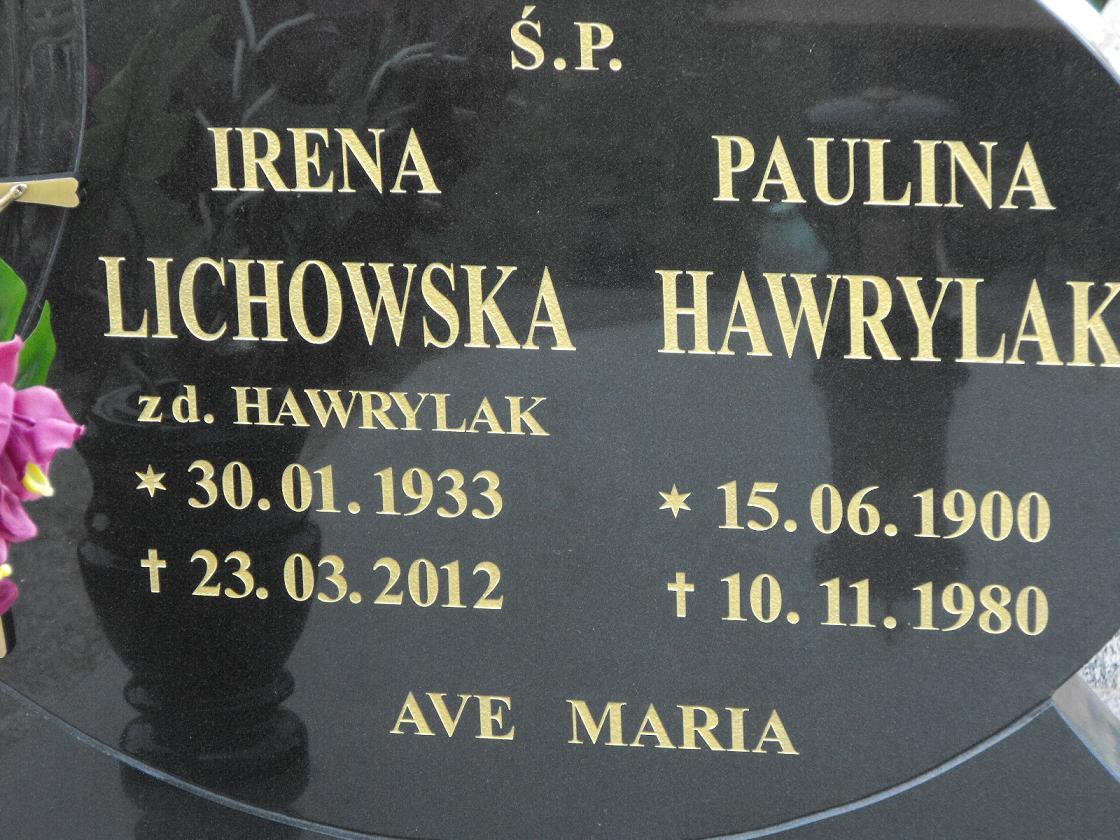 Ś.P.
IRENA
LICHOWSKA
zd. HAWRYLAK
* 30.01.1933
† 23.03.2012
PAULINA
HAWRYLAK
* 15.06.1900
† 10.11.1980
AVE MARIA